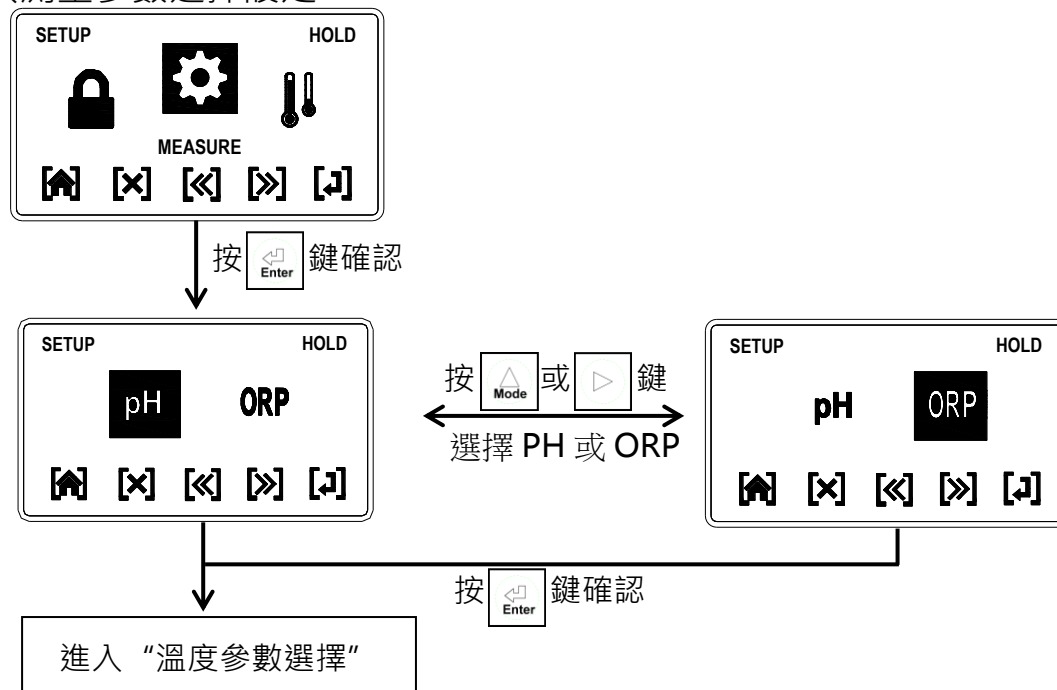 SETUP HOLD
MEASURE
按 Enter 鍵確認
SETUP HOLD
pH ORP
按 Mode 或 鍵
選擇 PH 或 ORP
SETUP HOLD
pH ORP
按 Enter 鍵確認
進入“溫度參數選擇”